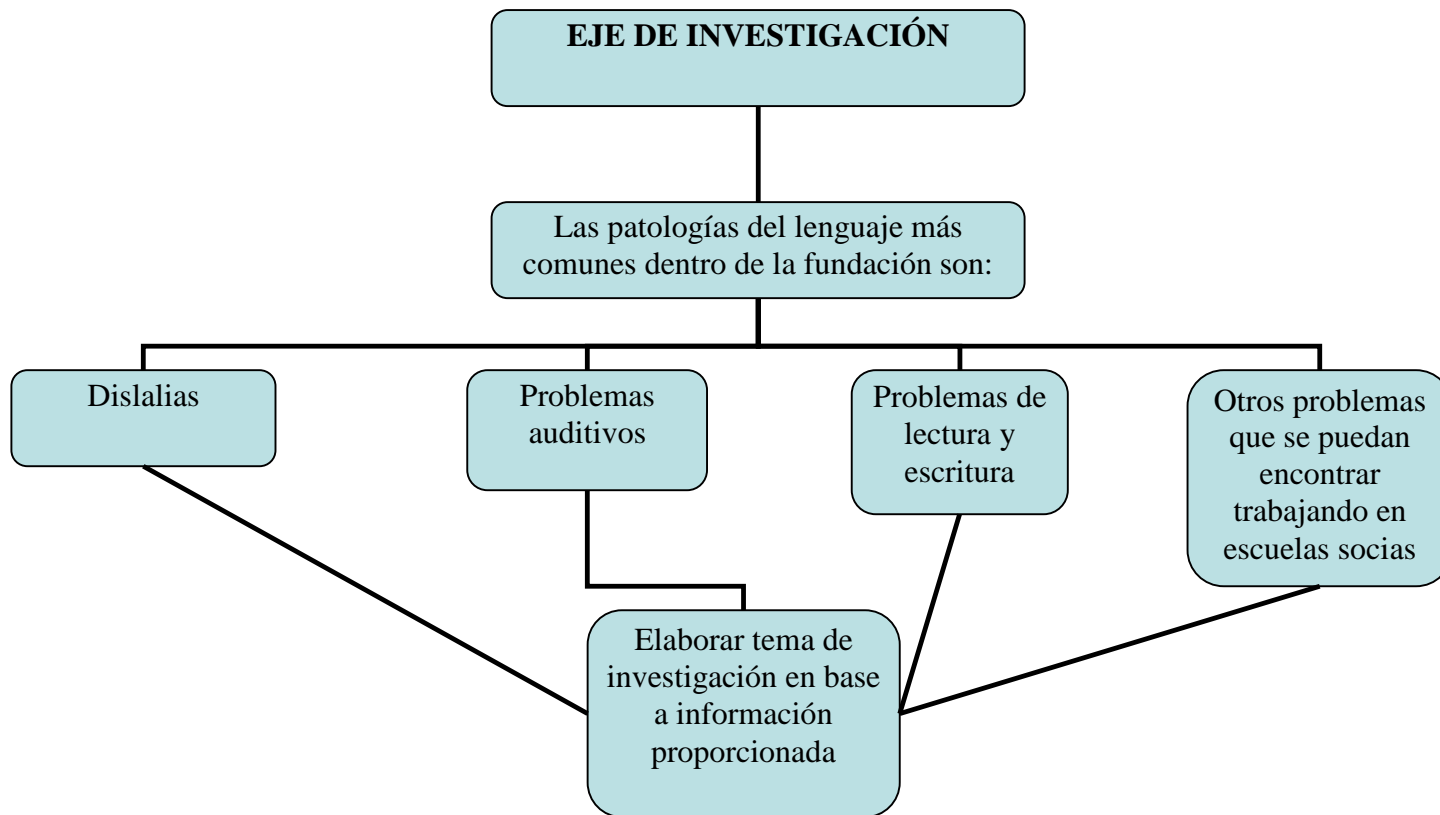 EJE DE INVESTIGACIÓN
Las patologías del lenguaje más
comunes dentro de la fundación son:
Dislalias
Problemas
auditivos
Problemas de
lectura y
escritura
Otros problemas
que se puedan
encontrar
trabajando en
escuelas socias
Elaborar tema de
investigación en base
a información
proporcionada